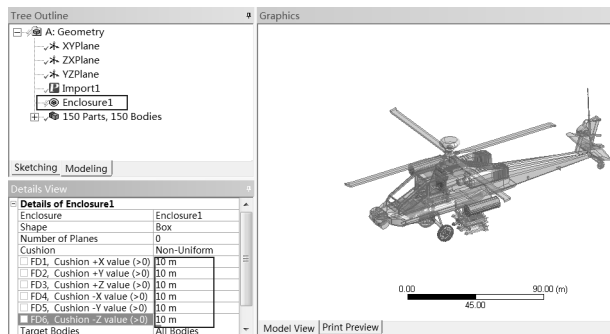 Tree Outline
A: Geometry
XYPlane
ZXPlane
YZPlane
Import1
Enclosure1
150 Parts, 150 Bodies
Sketching Modeling
Details View
Details of Enclosure1
Enclosure Enclosure1
Shape Box
Number of Planes 0
Cushion Non-Uniform
FD1, Cushion +X value (>0) 10 m
FD2, Cushion +Y value (>0) 10 m
FD3, Cushion +Z value (>0) 10 m
FD4, Cushion -X value (>0) 10 m
FD5, Cushion -Y value (>0) 10 m
FD6, Cushion -Z value (>0) 10 m
Target Bodies All Bodies
Graphics
0.00 90.00 (m)
45.00
Model View Print Preview